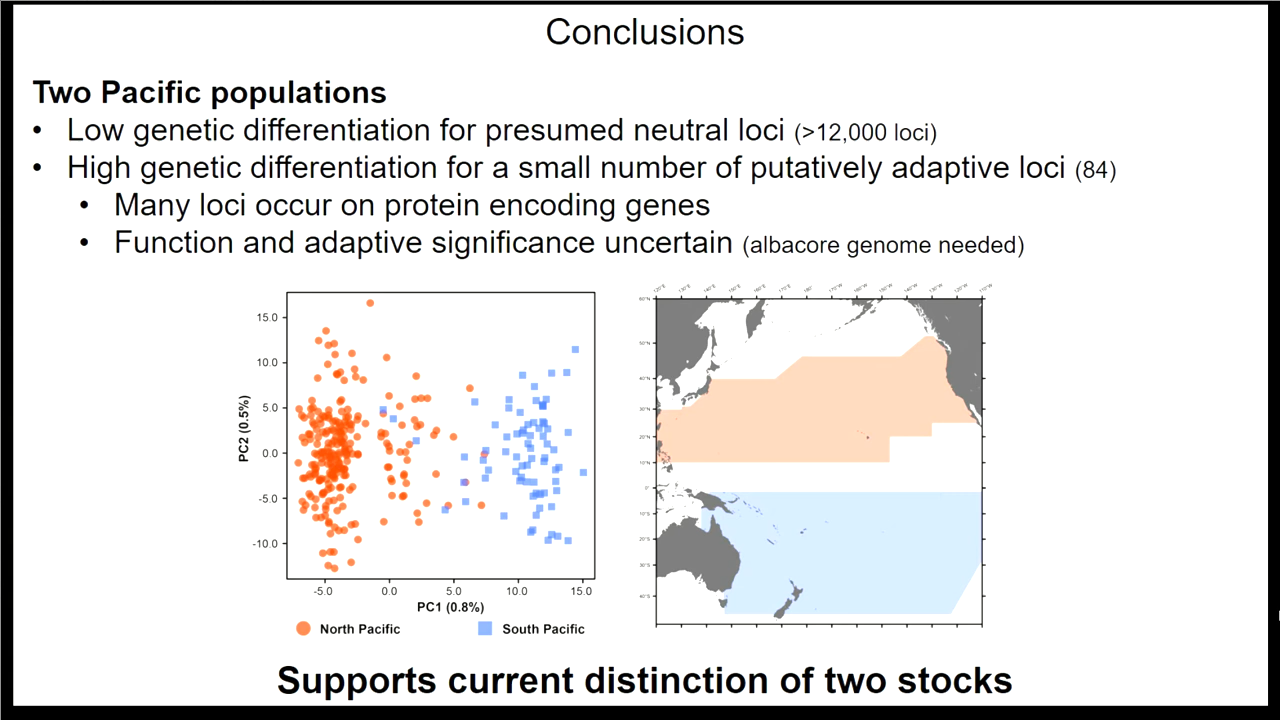 Conclusions
Two Pacific populations
• Low genetic differentiation for presumed neutral loci (>12,000 loci)
• High genetic differentiation for a small number of putatively adaptive loci (84)
• Many loci occur on protein encoding genes
• Function and adaptive significance uncertain (albacore genome needed)
15.0
10.0
5.0
0.0
-5.0
-10.0
PC2 (0.5%)
-5.0 0.0 5.0 10.0 15.0
PC1 (0.8%)
North Pacific South Pacific
Supports current distinction of two stocks